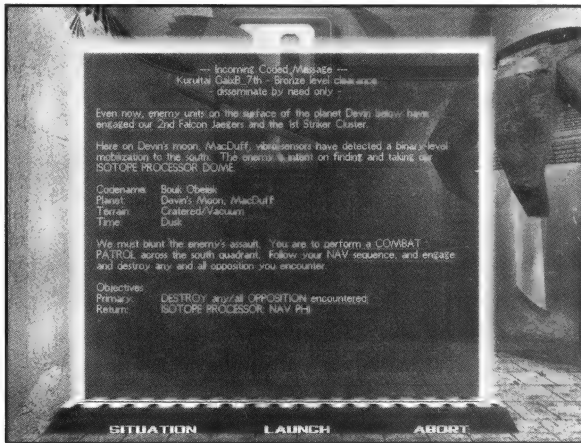 --- Incoming Coded Message ---
Kurultai 7th - Bronze level clearance
- disseminate by need only -
Even now, enemy units on the surface of the planet Devin below have
engaged our 2nd Falcon Jaegers and the 1st Striker Cluster.
Here on Devin's moon, MacDuff, vibrasensors have detected a binary-level
mobilization to the south. The enemy is intent on finding and taking our
ISOTOPE PROCESSOR DOME.
Codename: Bouk Obelek
Planet: Devin's Moon, MacDuff
Terrain: Cratered/Vacuum
Time: Dusk
We must blunt the enemy's assault. You are to perform a COMBAT
PATROL across the south quadrant. Follow your NAV sequence, and engage
and destroy any and all opposition you encounter.
Objectives
Primary: DESTROY any/all OPPOSITION encountered
Return: ISOTOPE PROCESSOR: NAV PHI
SITUATION LAUNCH ABORT